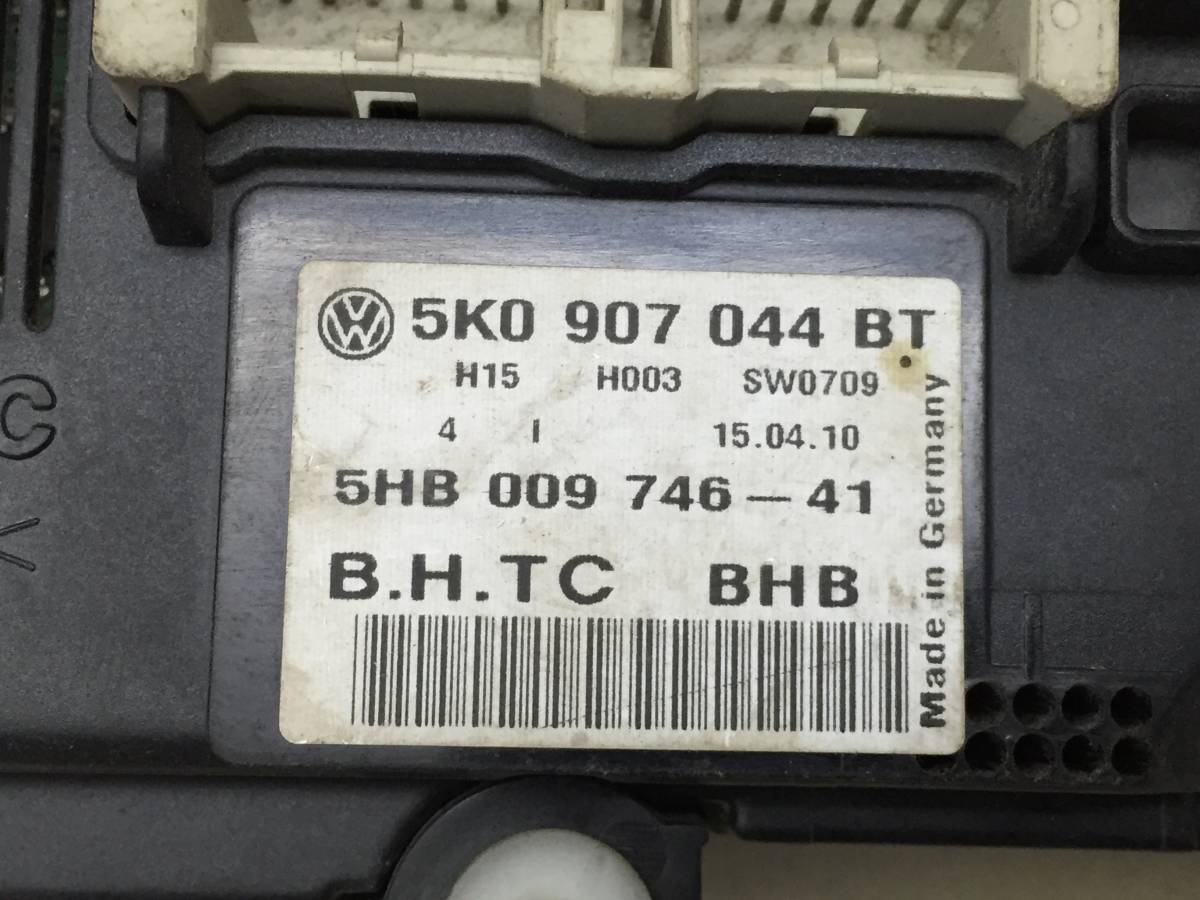 5K0 907 044 BT
H15 H003 SW0709
4 I 15.04.10
5HB 009 746-41
B.H.TC BHB
Made in Germany
C